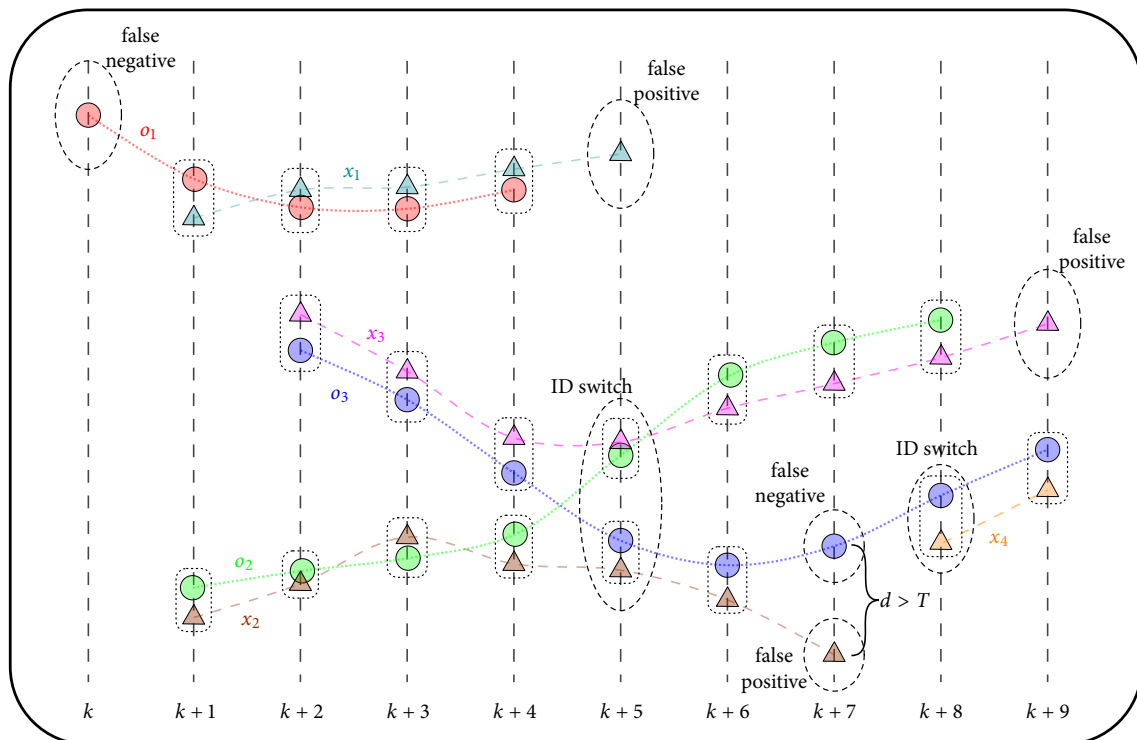 false
negative
false
positive
o₁
x₁
false
positive
x₃
o₃
ID switch
ID switch
false
negative
o₂
x₂
x₄
d > T
false
positive
k
k + 1
k + 2
k + 3
k + 4
k + 5
k + 6
k + 7
k + 8
k + 9